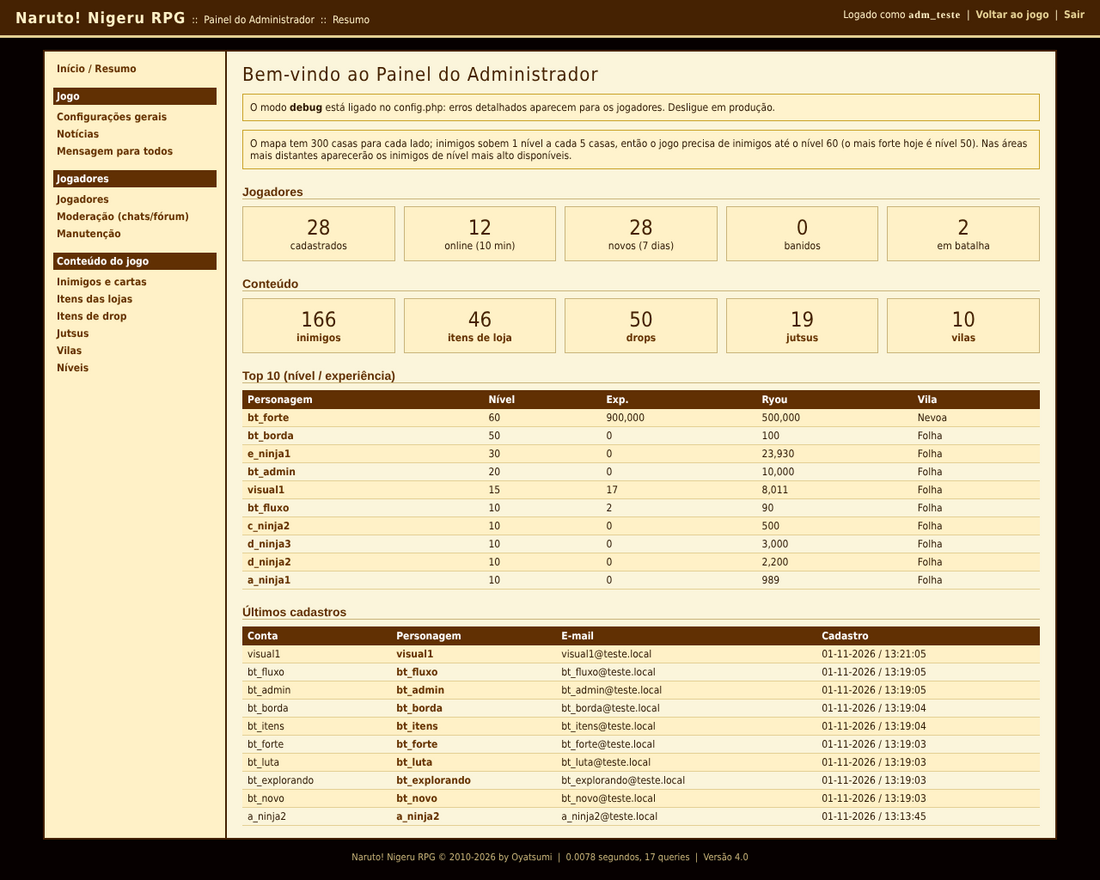 Naruto! Nigeru RPG :: Painel do Administrador :: Resumo
Logado como adm_teste | Voltar ao jogo | Sair
Início / Resumo
Jogo
Configurações gerais
Notícias
Mensagem para todos
Jogadores
Jogadores
Moderação (chats/fórum)
Manutenção
Conteúdo do jogo
Inimigos e cartas
Itens das lojas
Itens de drop
Jutsus
Vilas
Níveis
Bem-vindo ao Painel do Administrador
O modo debug está ligado no config.php: erros detalhados aparecem para os jogadores. Desligue em produção.
O mapa tem 300 casas para cada lado; inimigos sobem 1 nível a cada 5 casas, então o jogo precisa de inimigos até o nível 60 (o mais forte hoje é nível 50). Nas áreas
mais distantes aparecerão os inimigos de nível mais alto disponíveis.
Jogadores
28 12 28 0 2
cadastrados online (10 min) novos (7 dias) banidos em batalha
Conteúdo
166 46 50 19 10
inimigos itens de loja drops jutsus vilas
Top 10 (nível / experiência)
Personagem Nível Exp. Ryou Vila
bt_forte 60 900,000 500,000 Nevoa
bt_borda 50 0 100 Folha
e_ninja1 30 0 23,930 Folha
bt_admin 20 0 10,000 Folha
visual1 15 17 8,011 Folha
bt_fluxo 10 2 90 Folha
c_ninja2 10 0 500 Folha
d_ninja3 10 0 3,000 Folha
d_ninja2 10 0 2,200 Folha
a_ninja1 10 0 989 Folha
Últimos cadastros
Conta Personagem E-mail Cadastro
visual1 visual1 visual1@teste.local 01-11-2026 / 13:21:05
bt_fluxo bt_fluxo bt_fluxo@teste.local 01-11-2026 / 13:19:05
bt_admin bt_admin bt_admin@teste.local 01-11-2026 / 13:19:05
bt_borda bt_borda bt_borda@teste.local 01-11-2026 / 13:19:04
bt_itens bt_itens bt_itens@teste.local 01-11-2026 / 13:19:04
bt_forte bt_forte bt_forte@teste.local 01-11-2026 / 13:19:03
bt_luta bt_luta bt_luta@teste.local 01-11-2026 / 13:19:03
bt_explorando bt_explorando bt_explorando@teste.local 01-11-2026 / 13:19:03
bt_novo bt_novo bt_novo@teste.local 01-11-2026 / 13:19:03
a_ninja2 a_ninja2 a_ninja2@teste.local 01-11-2026 / 13:13:45
Naruto! Nigeru RPG © 2010-2026 by Oyatsumi | 0.0078 segundos, 17 queries | Versão 4.0